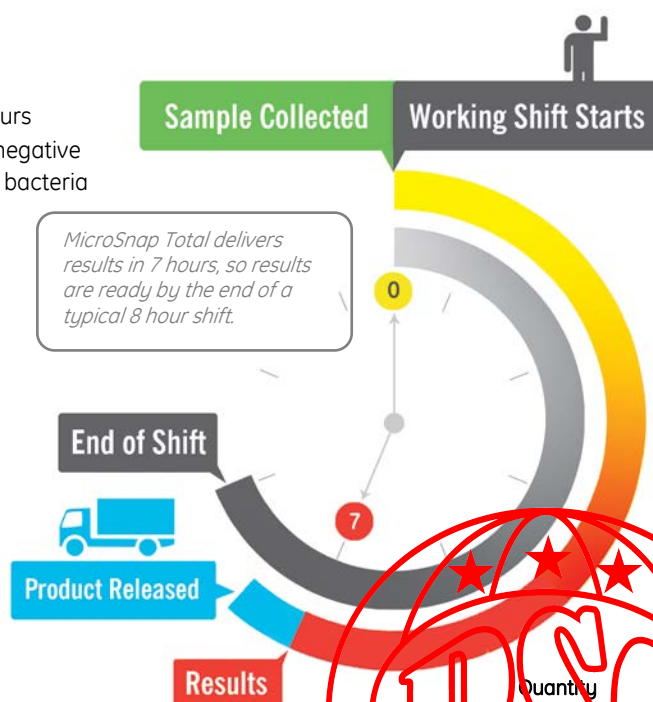 urs
negative
bacteria
Sample Collected
Working Shift Starts
MicroSnap Total delivers
results in 7 hours, so results
are ready by the end of a
typical 8 hour shift.
0
End of Shift
7
Product Released
Results
Quantity